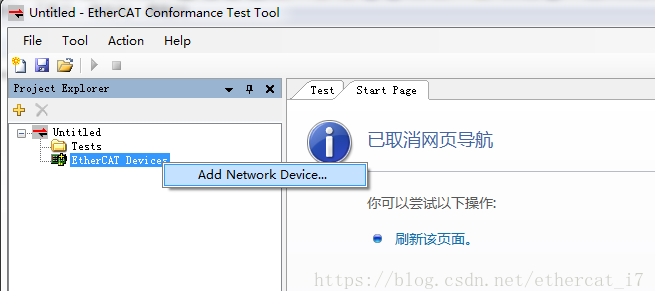 Untitled - EtherCAT Conformance Test Tool
File Tool Action Help
Project Explorer
Test Start Page
Untitled
Tests
EtherCAT Devices
Add Network Device...
已取消网页导航
你可以尝试以下操作:
刷新该页面。
https://blog.csdn.net/ethercat_i7